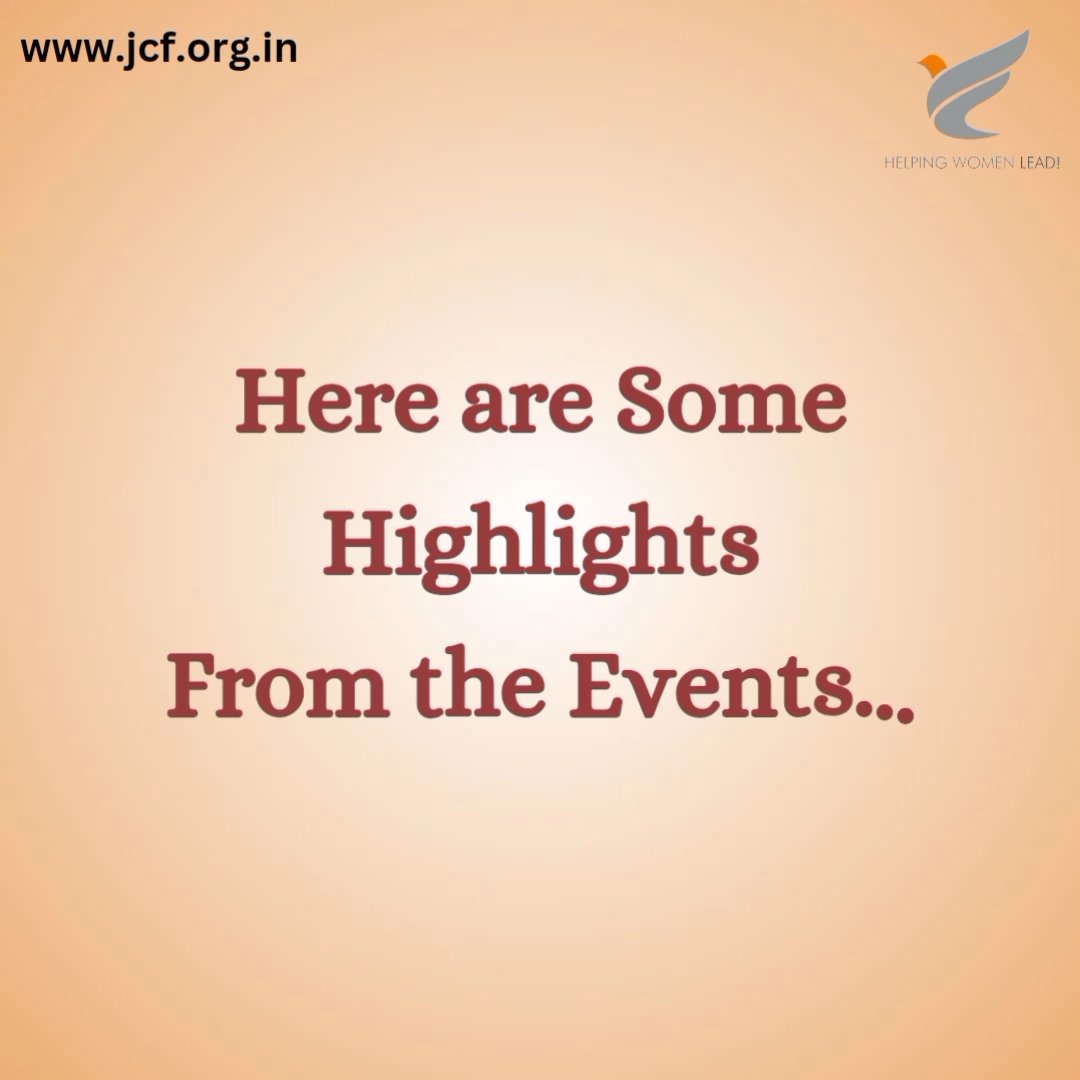 www.jcf.org.in
HELPING WOMEN LEAD!
Here are Some
Highlights
From the Events...